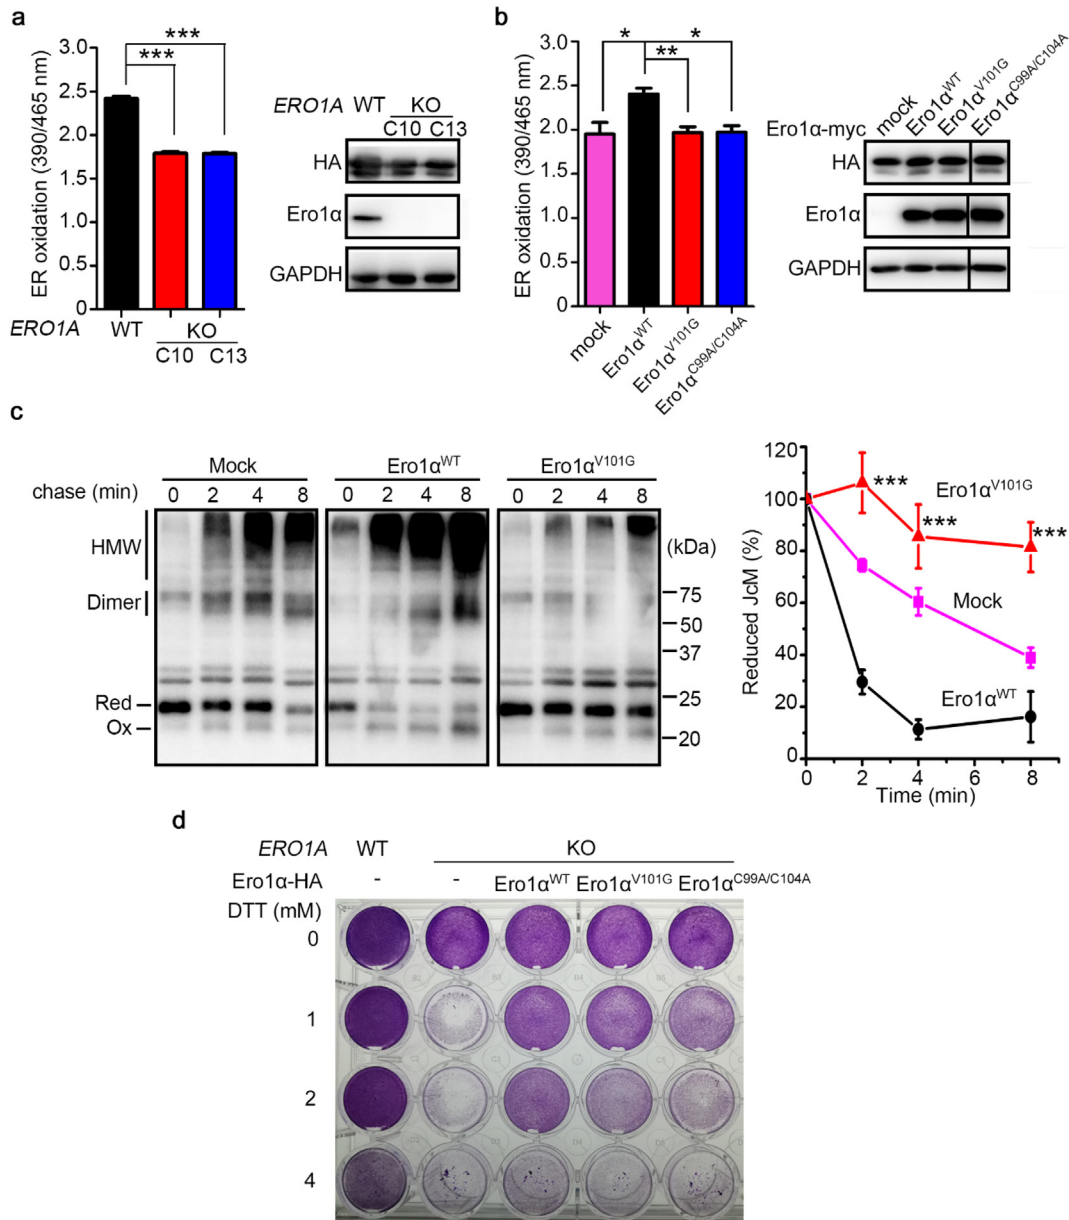 a
ER oxidation (390/465 nm)
3.0
2.5
2.0
1.5
1.0
0.5
0
***
***
ERO1A
WT
KO
C10
C13
ERO1A
WT
KO
C10 C13
HA
Ero1α
GAPDH
b
ER oxidation (390/465 nm)
3.0
2.5
2.0
1.5
1.0
0.5
0
* *
**
mock
Ero1α^WT
Ero1α^V101G
Ero1α^C99A/C104A
Ero1α-myc
mock
Ero1α^WT
Ero1α^V101G
Ero1α^C99A/C104A
HA
Ero1α
GAPDH
c
Mock Ero1α^WT Ero1α^V101G
chase (min) 0 2 4 8 0 2 4 8 0 2 4 8
HMW
(kDa)
Dimer
75
50
37
Red
25
Ox
20
Reduced JcM (%)
120
100
80
60
40
20
0
0 2 4 6 8
Time (min)
Ero1α^V101G
***
***
***
Mock
Ero1α^WT
d
ERO1A WT KO
Ero1α-HA - - Ero1α^WT Ero1α^V101G Ero1α^C99A/C104A
DTT (mM)
0
1
2
4